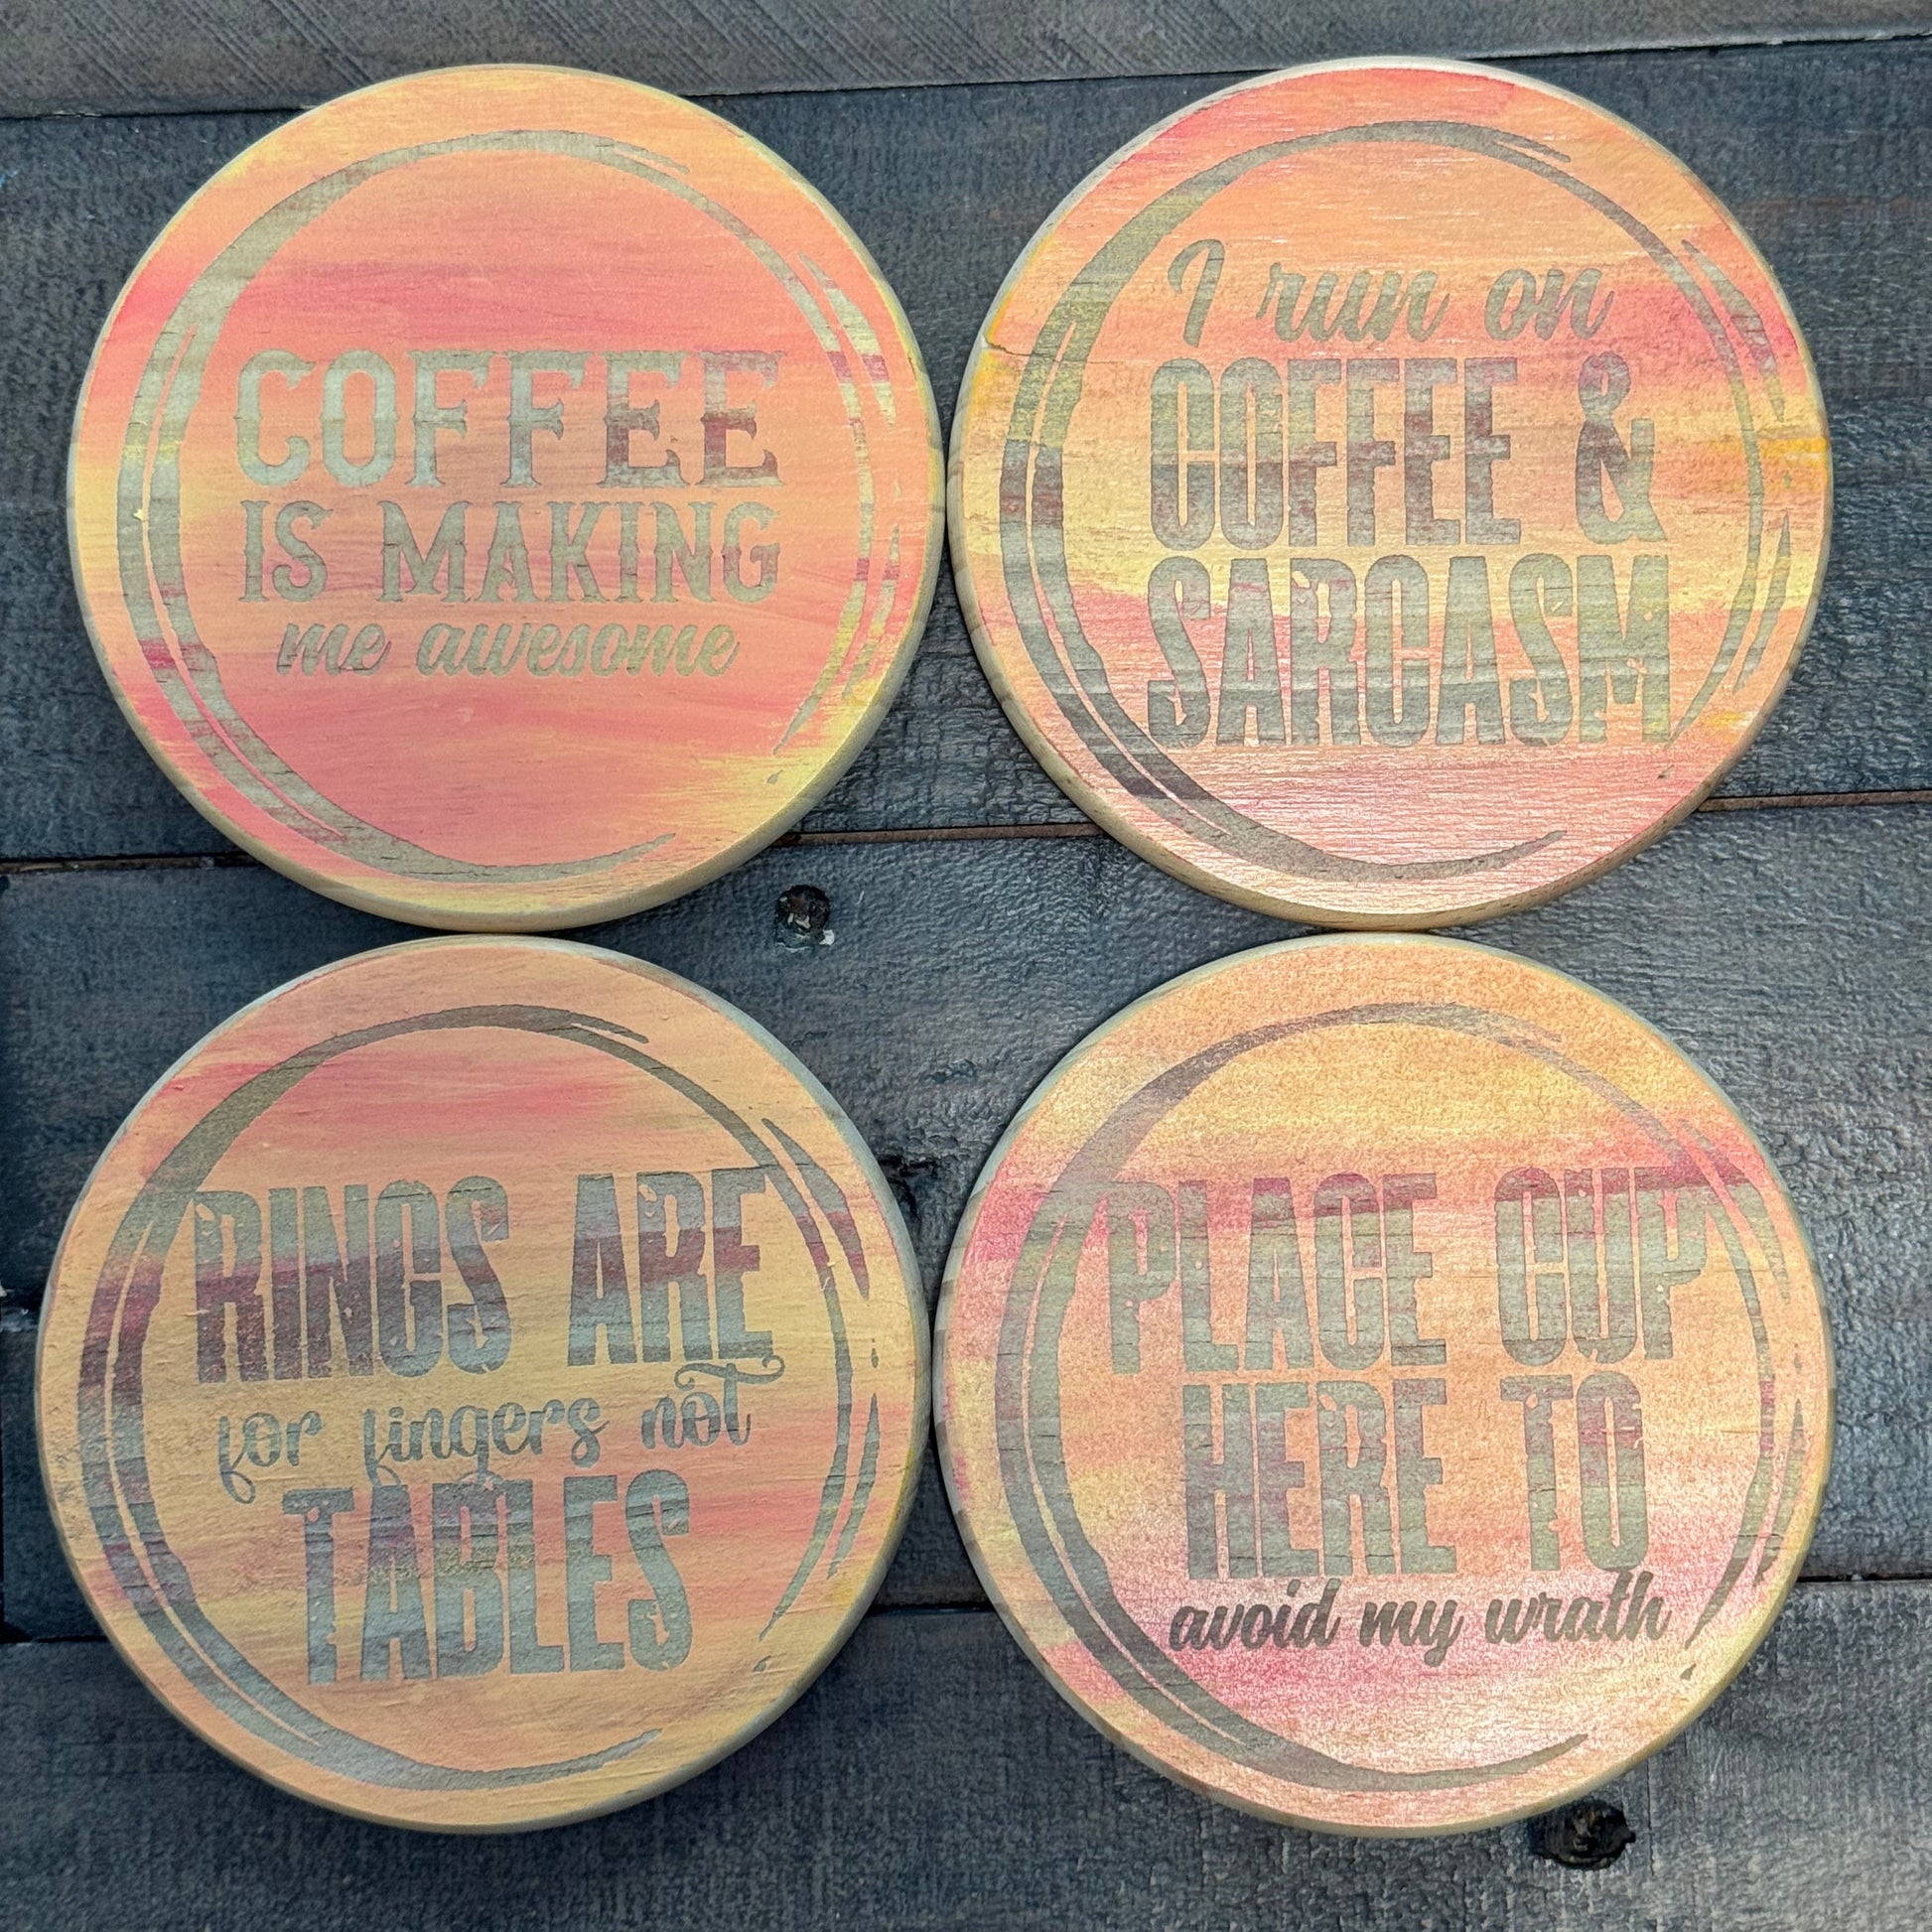 COFFEE
IS MAKING
me awesome
I run on
COFFEE &
SARCASM
RINGS ARE
for fingers not
TABLES
PLACE CUP
HERE TO
avoid my wrath